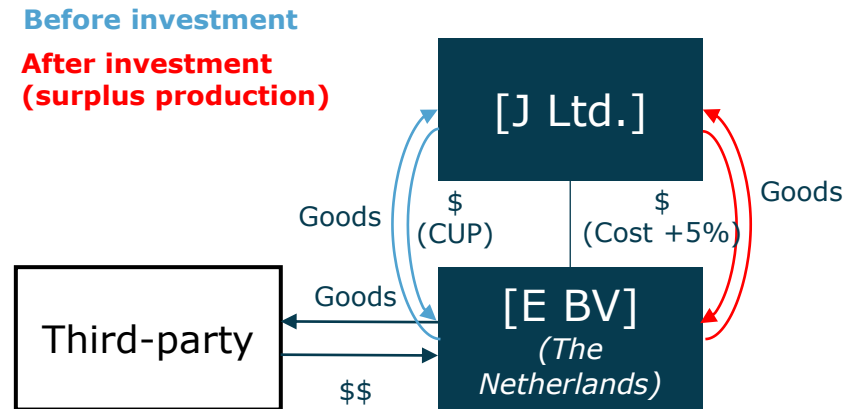 Before investment
After investment
(surplus production)
[J Ltd.]
Goods
$
(CUP)
$
(Cost +5%)
Goods
Goods
Third-party
[E BV]
(The
Netherlands)
$$